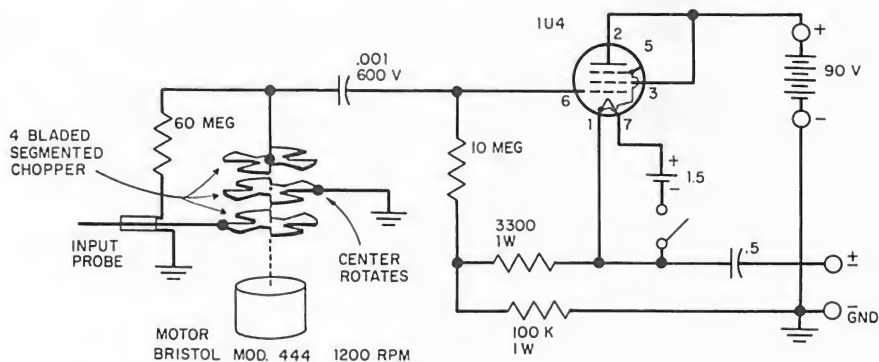 1U4
.001
600 V
2
5
+
90 V
6
3
60 MEG
4 BLADED
SEGMENTED
CHOPPER
10 MEG
1
7
+
1.5
−
−
INPUT
PROBE
CENTER
ROTATES
3300
1W
.5
±
100 K
1W
−
GND
MOTOR
BRISTOL MOD. 444 1200 RPM